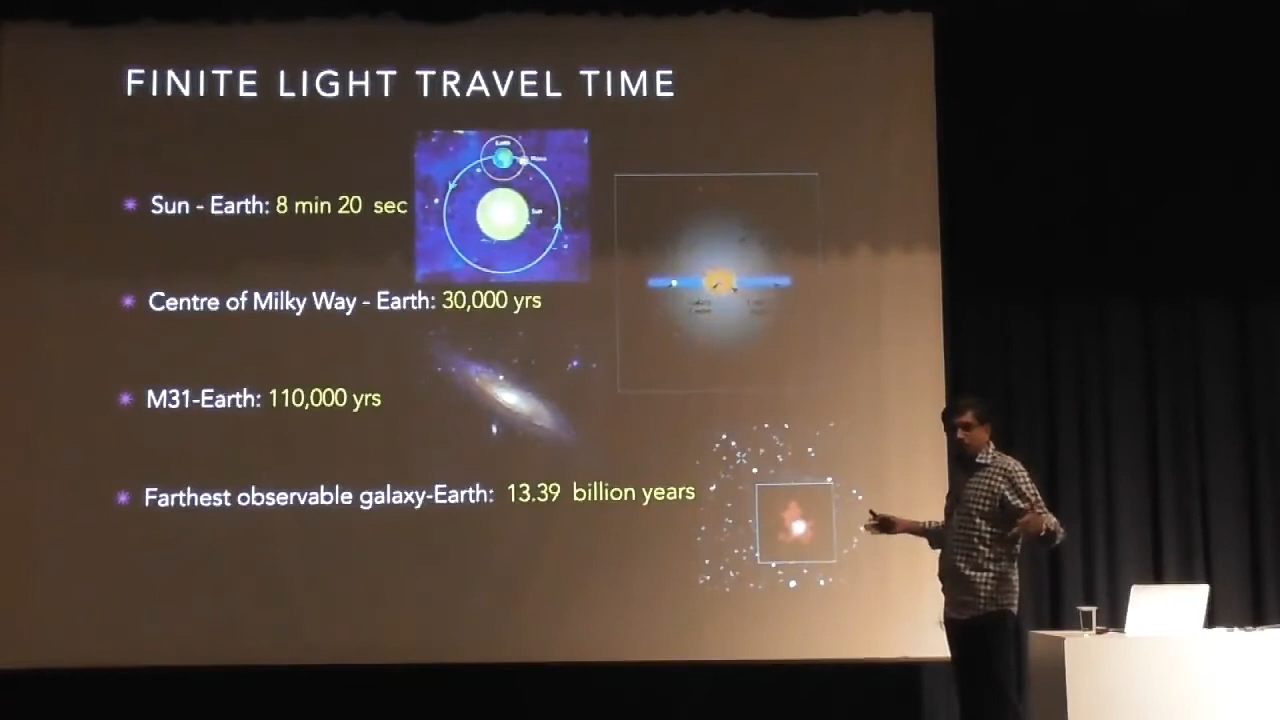 FINITE LIGHT TRAVEL TIME
Sun - Earth: 8 min 20 sec
Sun
Centre of Milky Way - Earth: 30,000 yrs
M31-Earth: 110,000 yrs
Farthest observable galaxy-Earth: 13.39 billion years